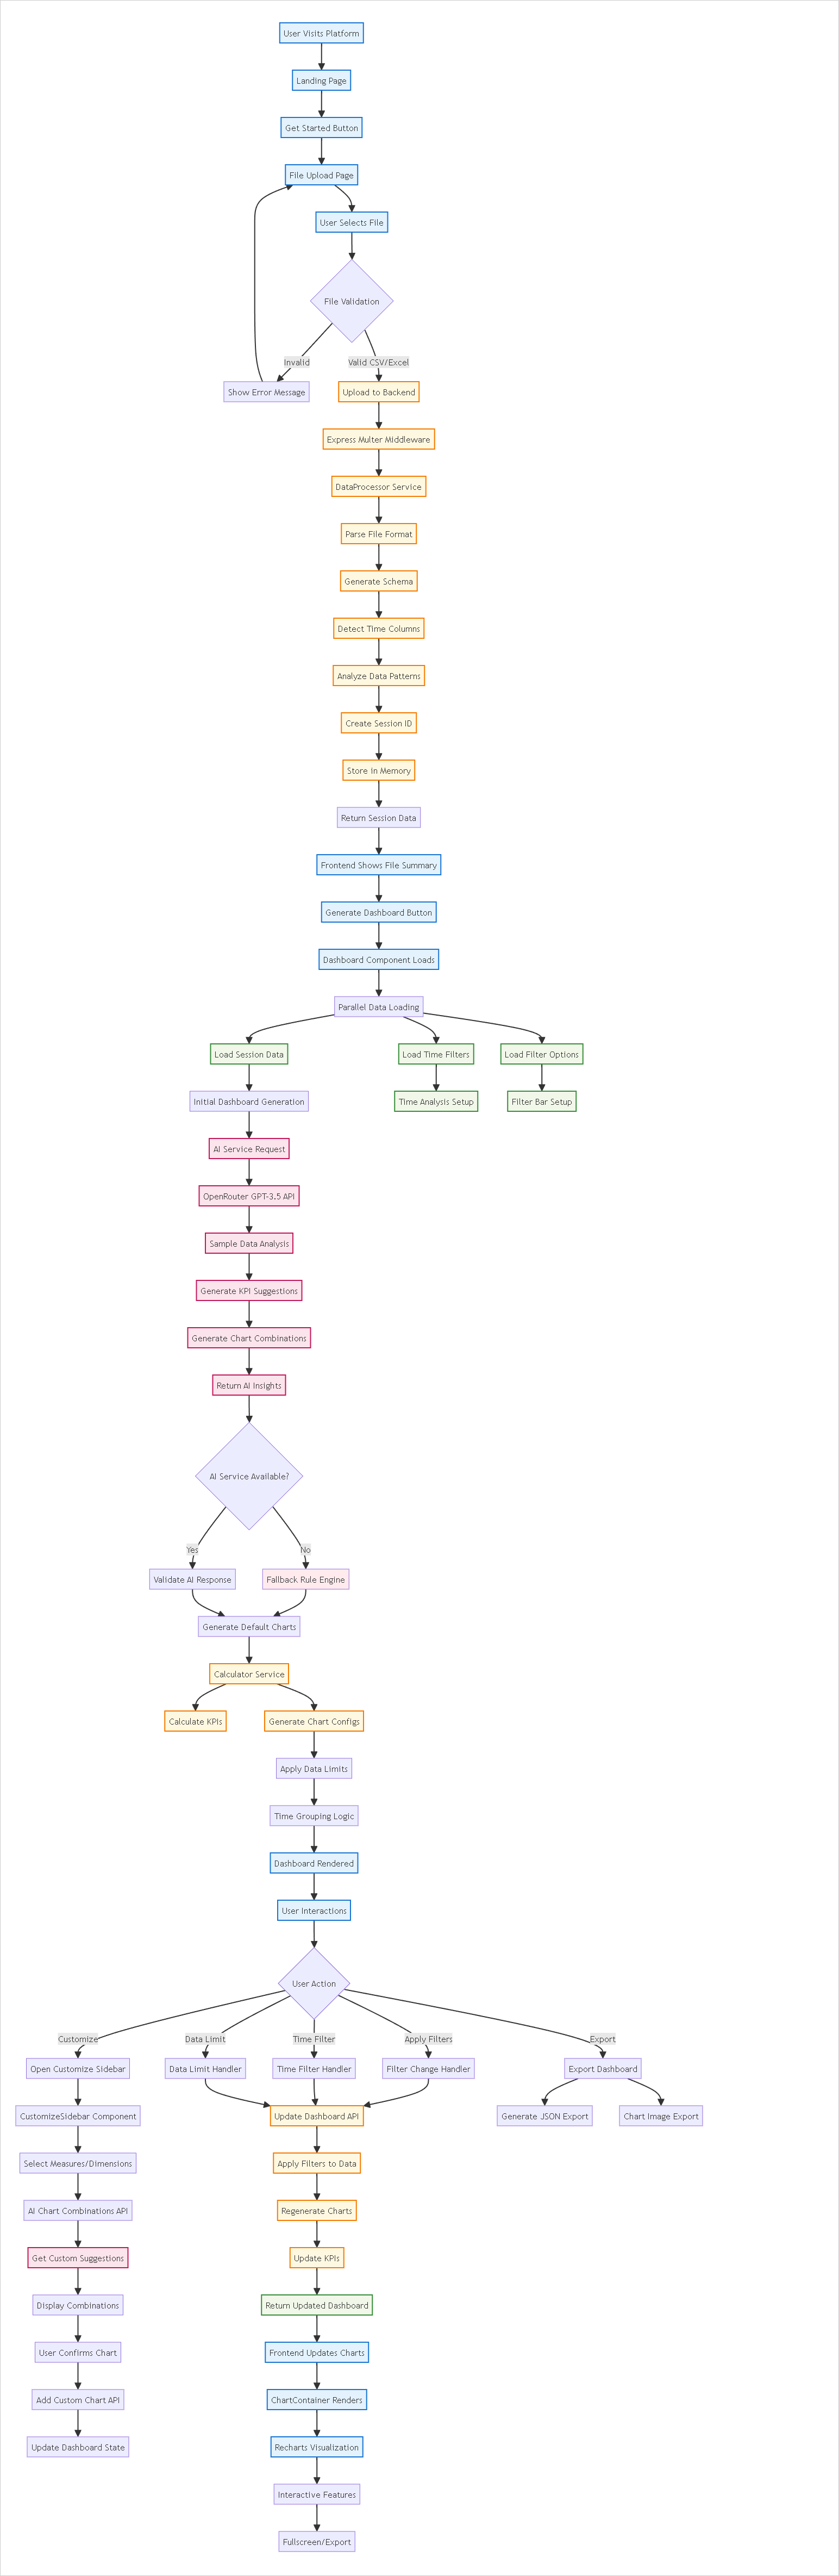 User Visits Platform
Landing Page
Get Started Button
File Upload Page
User Selects File
File Validation
Invalid
Valid CSV/Excel
Show Error Message
Upload to Backend
Express Multer Middleware
DataProcessor Service
Parse File Format
Generate Schema
Detect Time Columns
Analyze Data Patterns
Create Session ID
Store in Memory
Return Session Data
Frontend Shows File Summary
Generate Dashboard Button
Dashboard Component Loads
Parallel Data Loading
Load Session Data
Load Time Filters
Load Filter Options
Initial Dashboard Generation
Time Analysis Setup
Filter Bar Setup
AI Service Request
OpenRouter GPT-3.5 API
Sample Data Analysis
Generate KPI Suggestions
Generate Chart Combinations
Return AI Insights
AI Service Available?
Yes
No
Validate AI Response
Fallback Rule Engine
Generate Default Charts
Calculator Service
Calculate KPIs
Generate Chart Configs
Apply Data Limits
Time Grouping Logic
Dashboard Rendered
User Interactions
User Action
Customize
Data Limit
Time Filter
Apply Filters
Export
Open Customize Sidebar
Data Limit Handler
Time Filter Handler
Filter Change Handler
Export Dashboard
CustomizeSidebar Component
Update Dashboard API
Generate JSON Export
Chart Image Export
Select Measures/Dimensions
Apply Filters to Data
AI Chart Combinations API
Regenerate Charts
Get Custom Suggestions
Update KPIs
Display Combinations
Return Updated Dashboard
User Confirms Chart
Frontend Updates Charts
Add Custom Chart API
ChartContainer Renders
Update Dashboard State
Recharts Visualization
Interactive Features
Fullscreen/Export